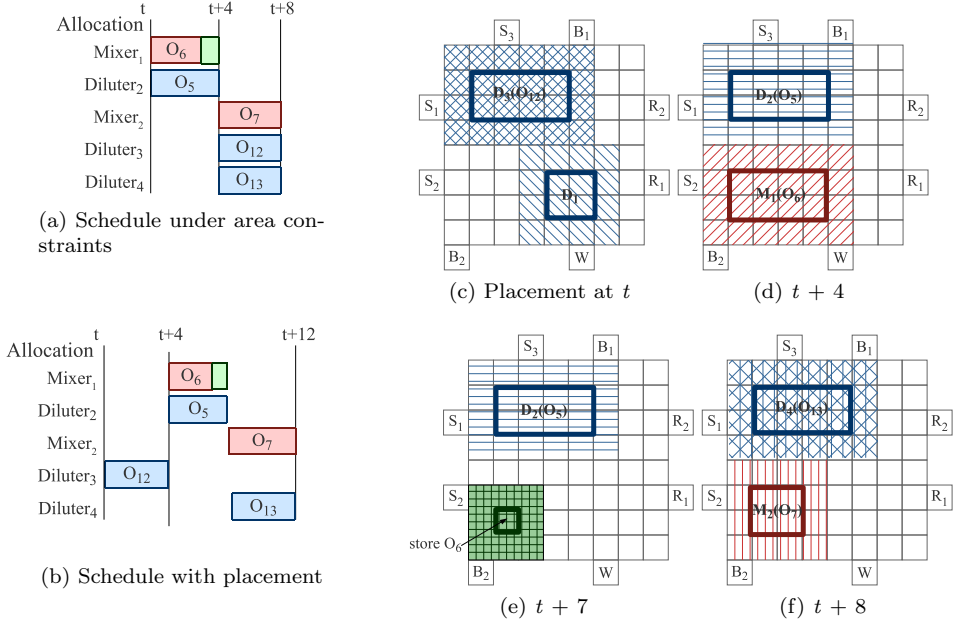 t t+4 t+8
Allocation
Mixer1 O6
Diluter2 O5
Mixer2 O7
Diluter3 O12
Diluter4 O13
(a) Schedule under area con-
straints
t t+4 t+12
Allocation
Mixer1 O6
Diluter2 O5
Mixer2 O7
Diluter3 O12
Diluter4 O13
(b) Schedule with placement
S3 B1
D3(O12)
S1 R2
S2 R1
D1
B2 W
(c) Placement at t
S3 B1
D2(O5)
S1 R2
S2 R1
M1(O6)
B2 W
(d) t + 4
S3 B1
D2(O5)
S1 R2
S2 R1
store O6
B2 W
(e) t + 7
S3 B1
D4(O13)
S1 R2
S2 R1
M2(O7)
B2 W
(f) t + 8